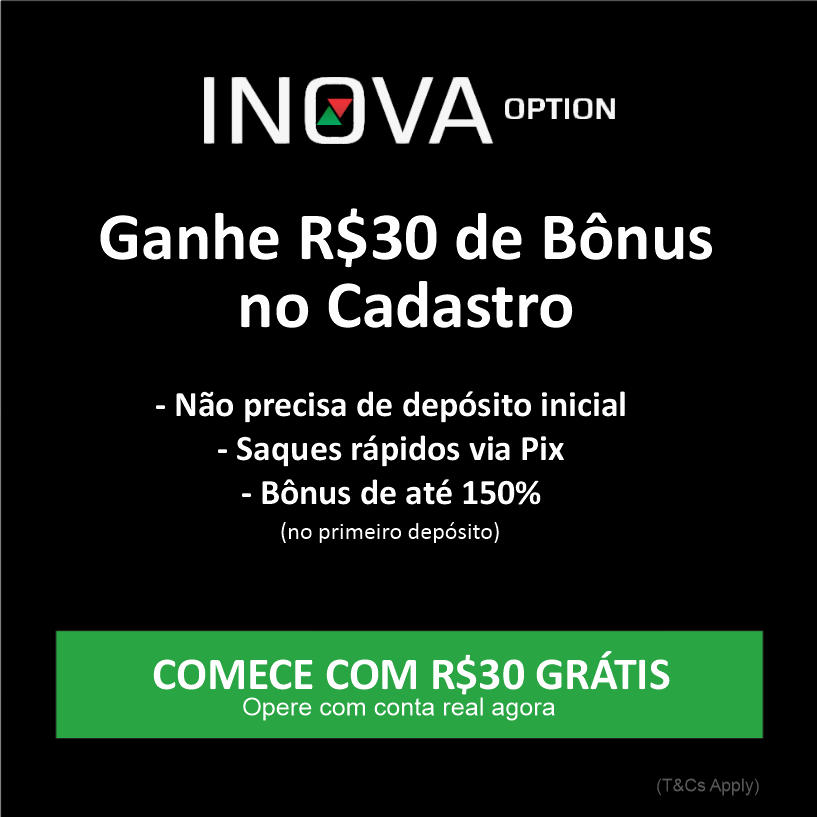 INOVA OPTION
Ganhe R$30 de Bônus
no Cadastro
- Não precisa de depósito inicial
- Saques rápidos via Pix
- Bônus de até 150%
(no primeiro depósito)
COMECE COM R$30 GRÁTIS
Opere com conta real agora
(T&Cs Apply)